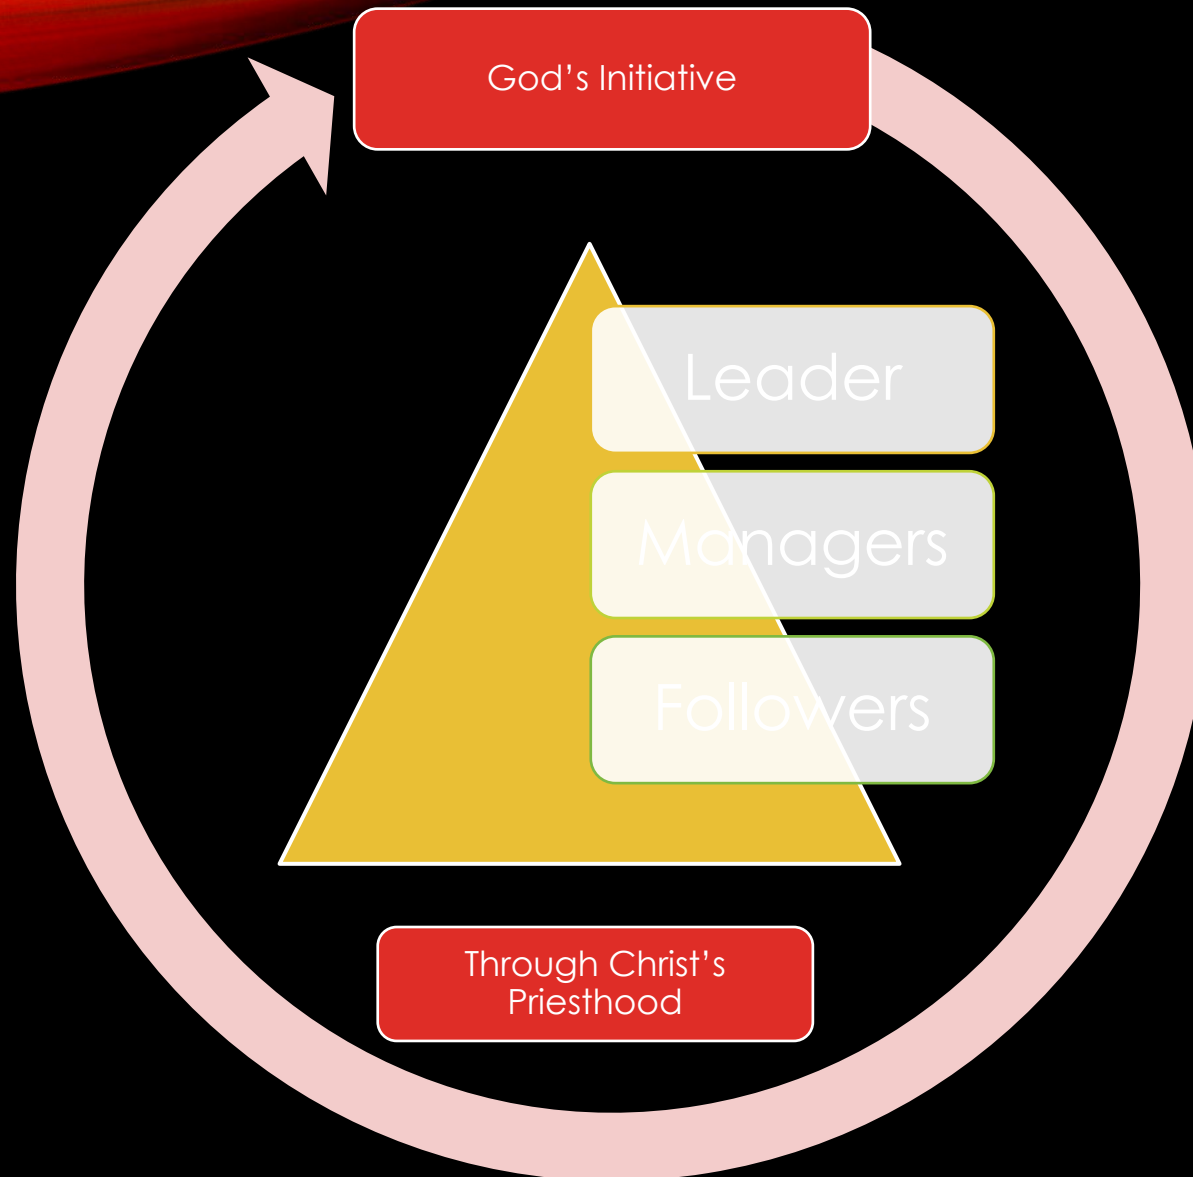 God’s Initiative
Leader
Managers
Followers
Through Christ’s
Priesthood